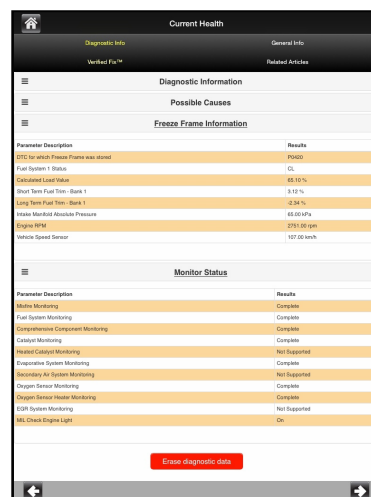 Current Health
Diagnostic Info General Info
Verified Fix™ Related Articles
Diagnostic Information
Possible Causes
Freeze Frame Information
Parameter Description Results
DTC for which Freeze Frame was stored P0420
Fuel System 1 Status CL
Calculated Load Value 65.10 %
Short Term Fuel Trim - Bank 1 3.12 %
Long Term Fuel Trim - Bank 1 -2.34 %
Intake Manifold Absolute Pressure 65.00 kPa
Engine RPM 2751.00 rpm
Vehicle Speed Sensor 107.00 km/h
Monitor Status
Parameter Description Results
Misfire Monitoring Complete
Fuel System Monitoring Complete
Comprehensive Component Monitoring Complete
Catalyst Monitoring Complete
Heated Catalyst Monitoring Not Supported
Evaporative System Monitoring Complete
Secondary Air System Monitoring Not Supported
Oxygen Sensor Monitoring Complete
Oxygen Sensor Heater Monitoring Complete
EGR System Monitoring Not Supported
MIL Check Engine Light On
Erase diagnostic data